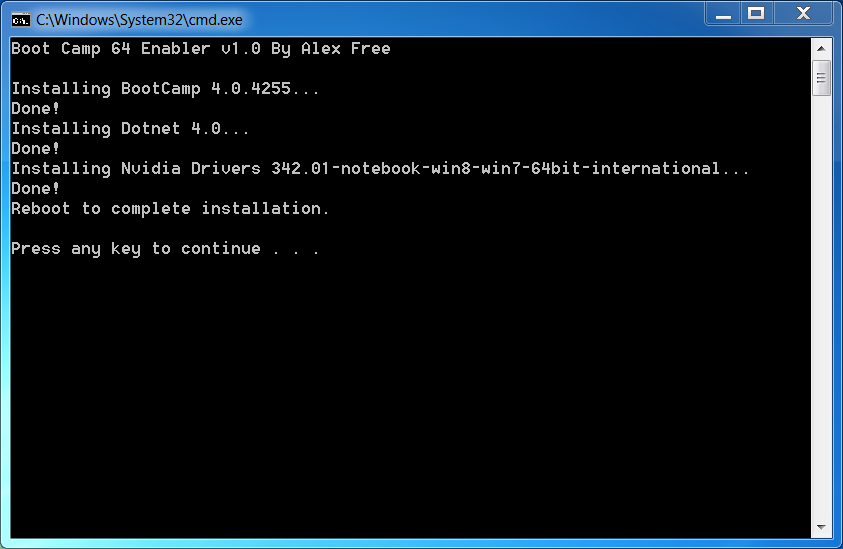 C:\Windows\System32\cmd.exe
Boot Camp 64 Enabler v1.0 By Alex Free
Installing BootCamp 4.0.4255...
Done!
Installing Dotnet 4.0...
Done!
Installing Nvidia Drivers 342.01-notebook-win8-win7-64bit-international...
Done!
Reboot to complete installation.
Press any key to continue . . .